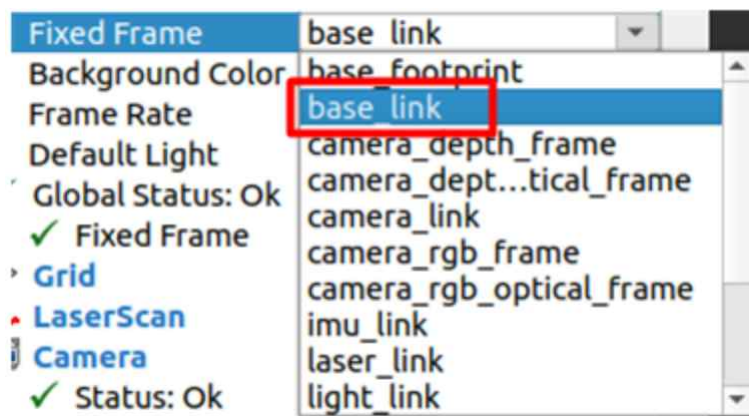 Fixed Frame base_link
Background Color base_footprint
Frame Rate base_link
Default Light camera_depth_frame
camera_dept...tical_frame
Global Status: Ok camera_link
Fixed Frame camera_rgb_frame
Grid camera_rgb_optical_frame
LaserScan imu_link
Camera laser_link
Status: Ok light_link